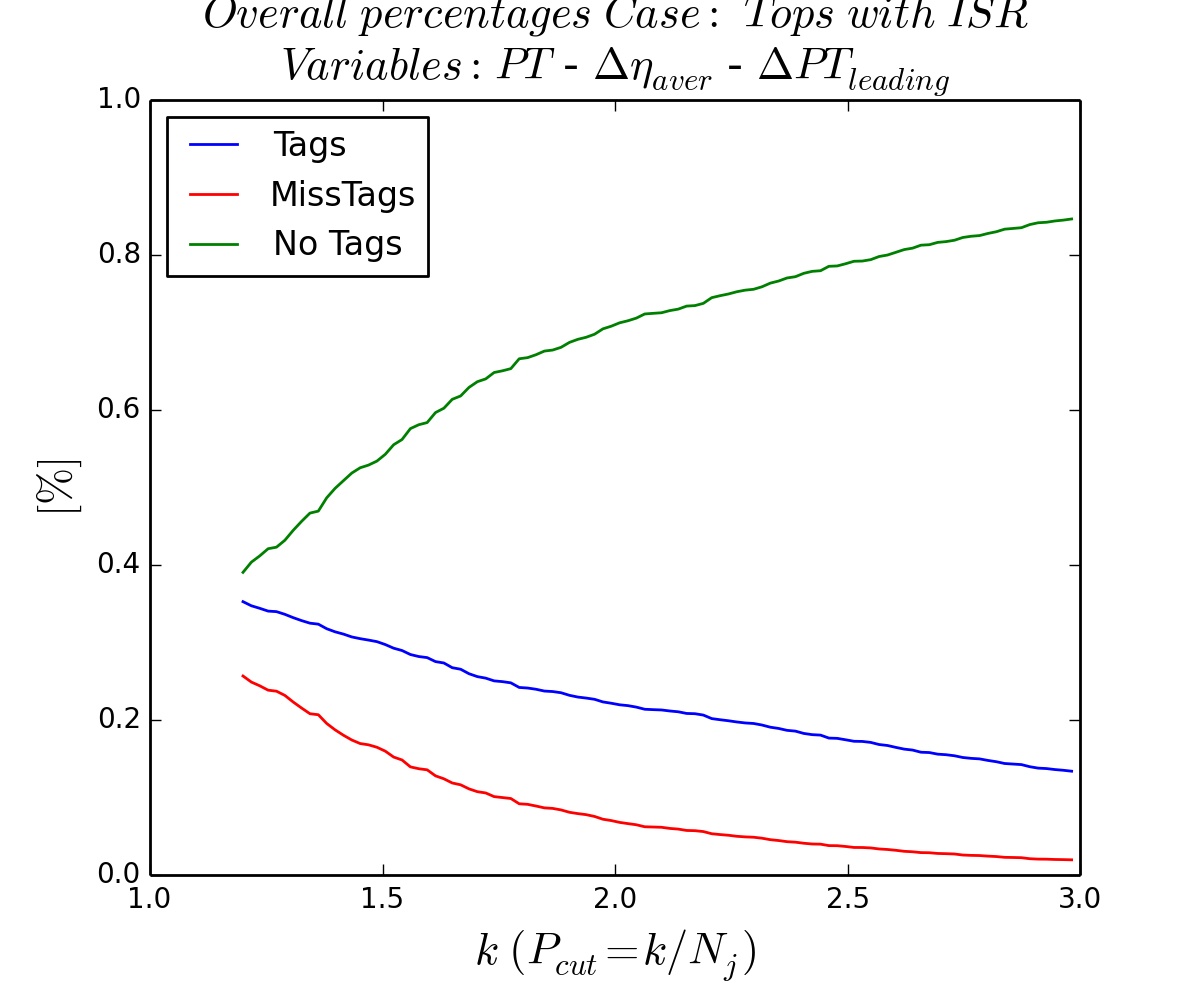 Overall percentages Case: Tops with ISR
Variables: PT - Δη_aver - ΔPT_leading
1.0
Tags
MissTags
No Tags
0.8
0.6
[%]
0.4
0.2
0.0
1.0 1.5 2.0 2.5 3.0
k (P_cut = k/N_j)